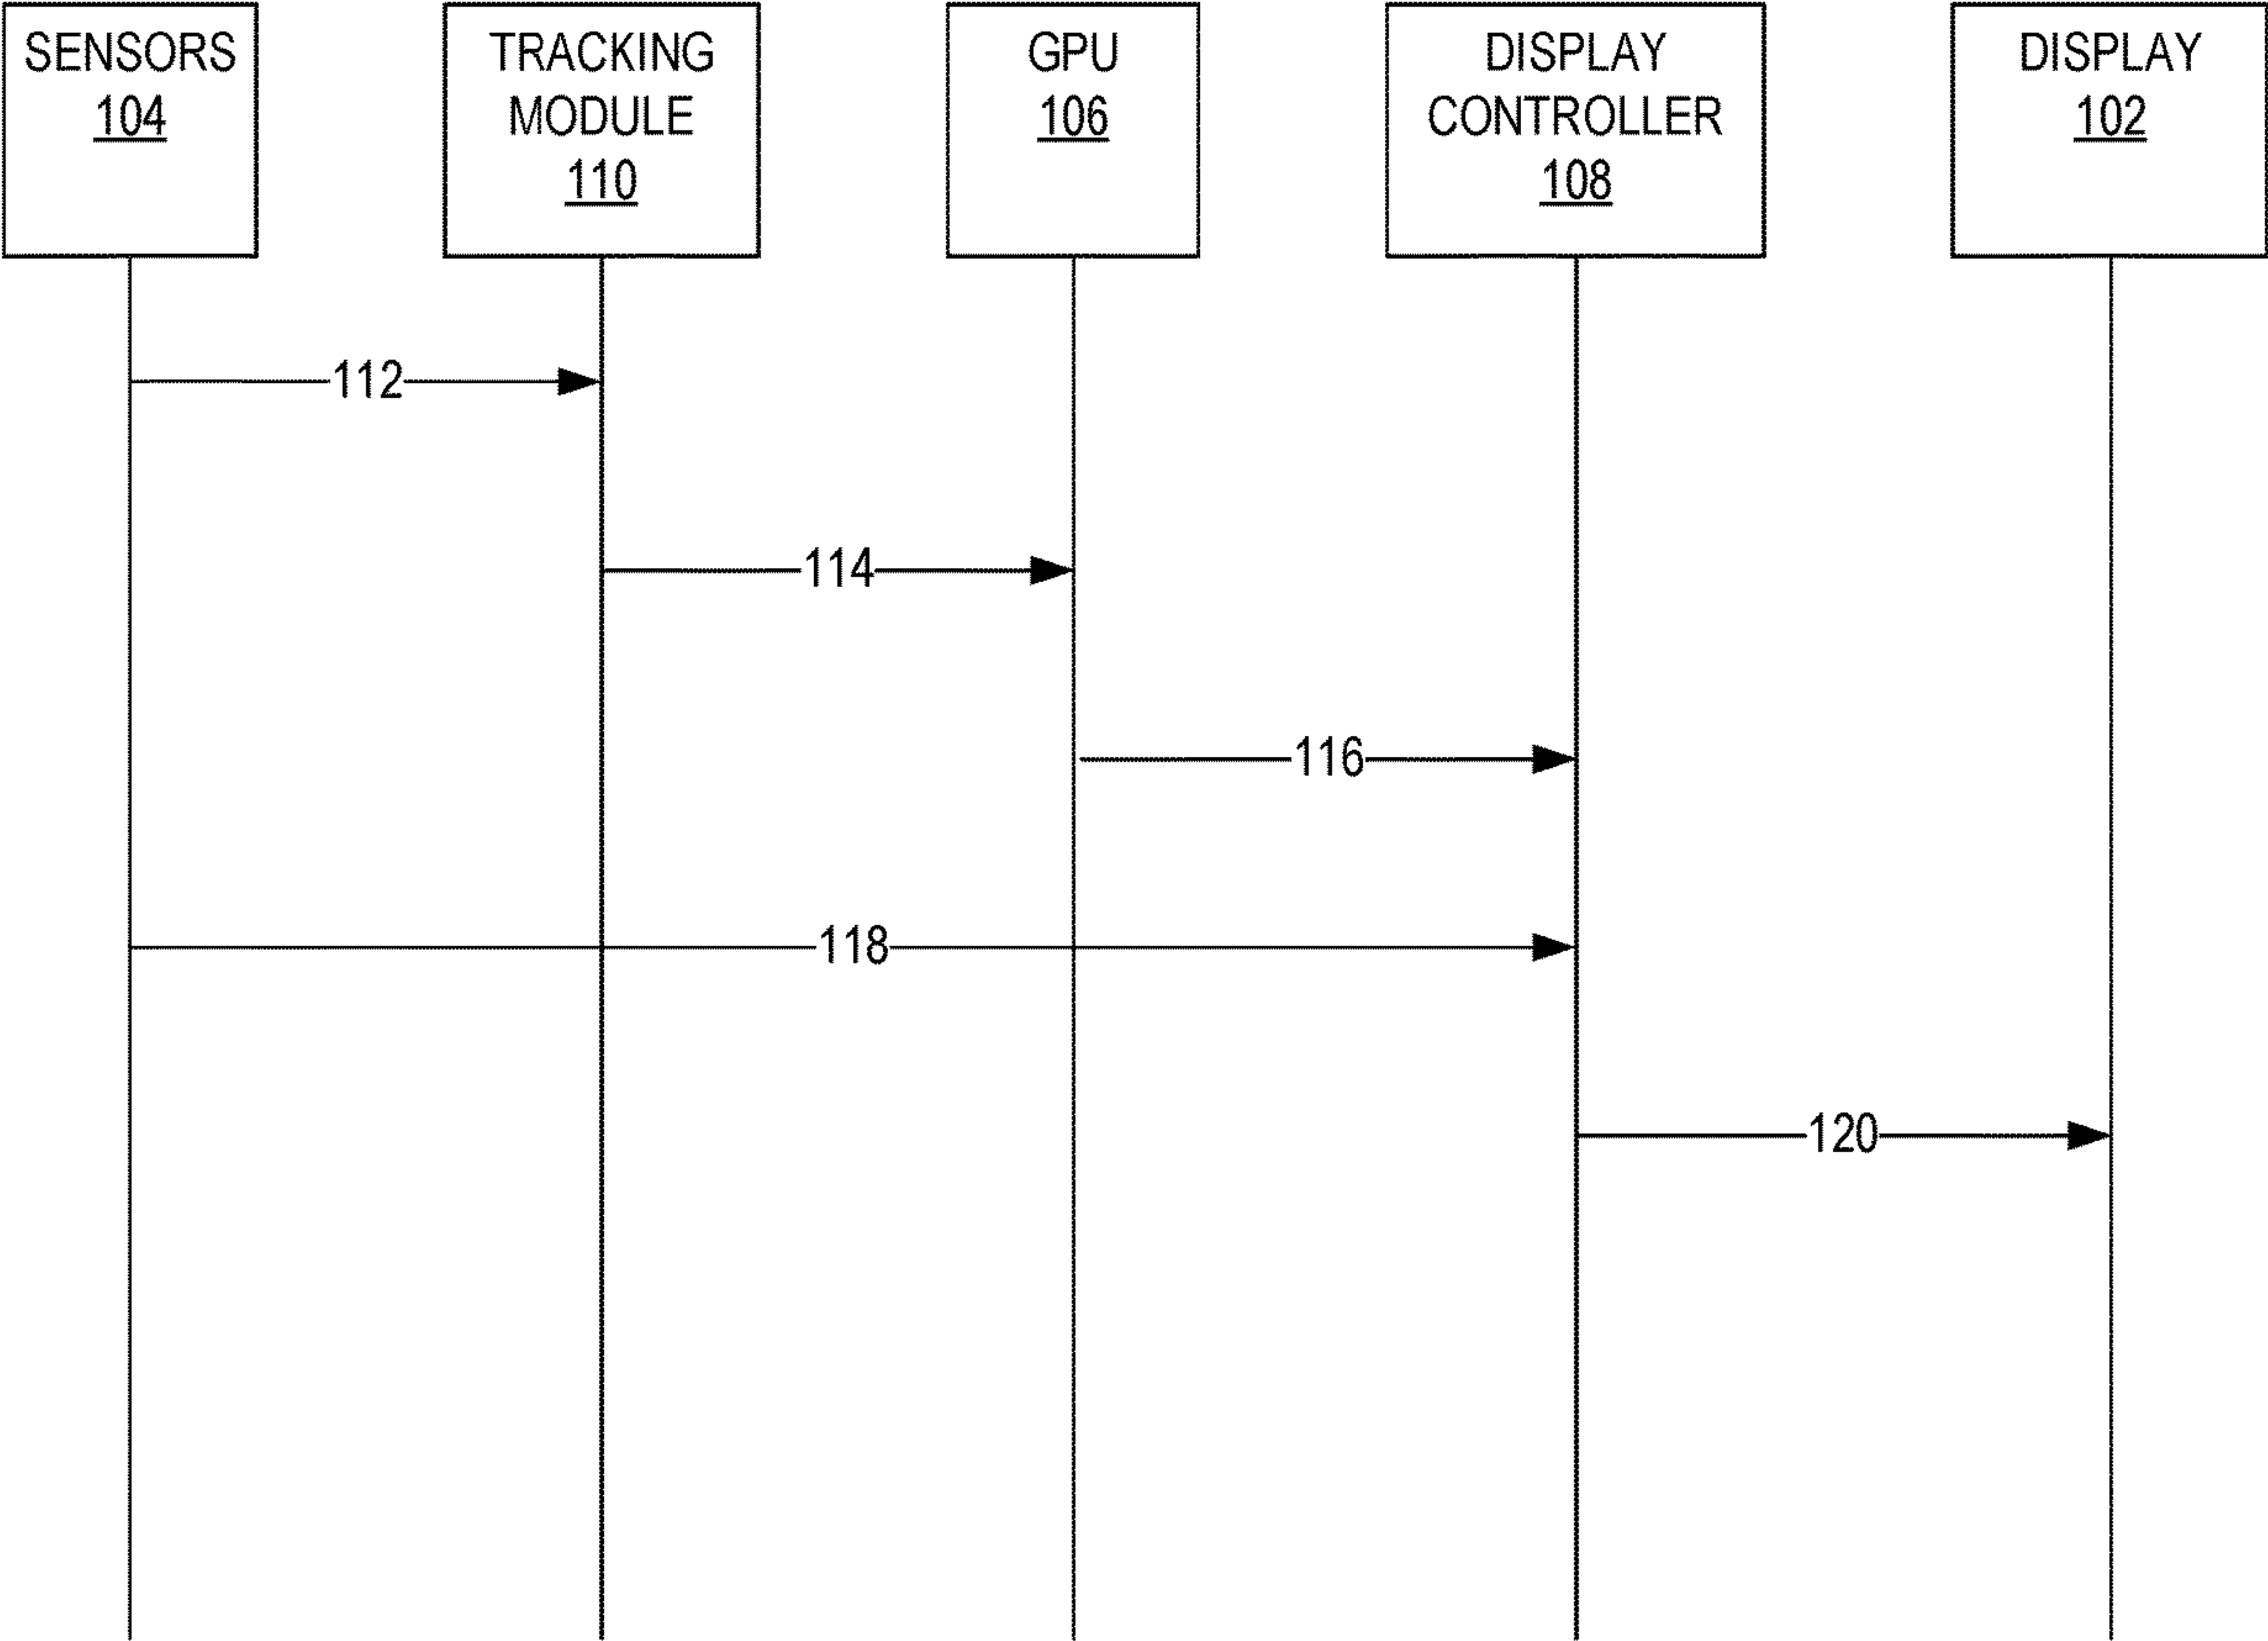 SENSORS
104
TRACKING
MODULE
110
GPU
106
DISPLAY
CONTROLLER
108
DISPLAY
102
112
114
116
118
120